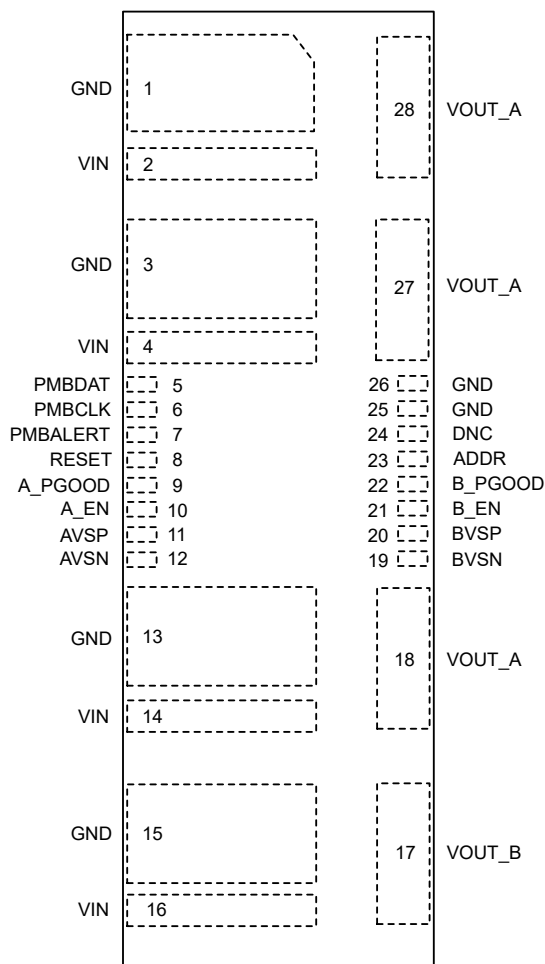 GND 1 28 VOUT_A
VIN 2
GND 3 27 VOUT_A
VIN 4
PMBDAT 5 26 GND
PMBCLK 6 25 GND
PMBALERT 7 24 DNC
RESET 8 23 ADDR
A_PGOOD 9 22 B_PGOOD
A_EN 10 21 B_EN
AVSP 11 20 BVSP
AVSN 12 19 BVSN
GND 13 18 VOUT_A
VIN 14
GND 15 17 VOUT_B
VIN 16